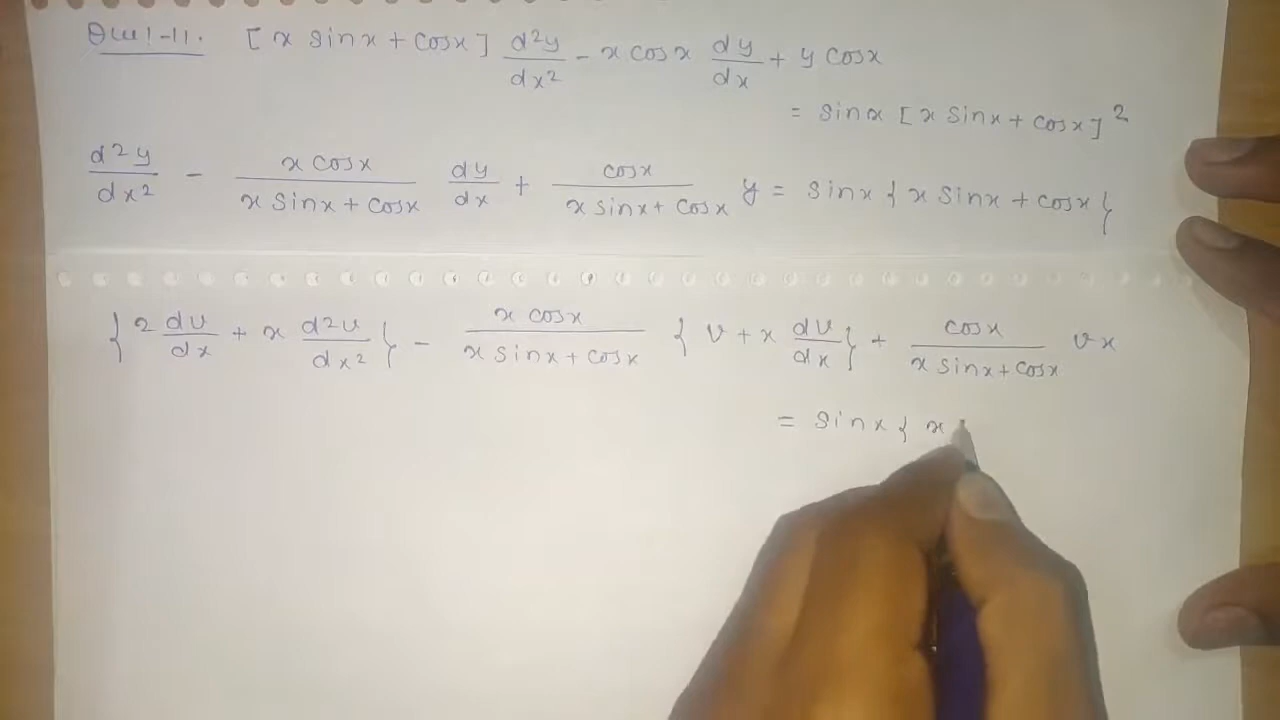 Que!-11. [x sinx + cosx] d²y/dx² - x cosx dy/dx + y cosx
= sinx [x sinx + cosx]²
d²y/dx² - x cosx/x sinx + cosx dy/dx + cosx/x sinx + cosx y = sinx {x sinx + cosx}
{2 dv/dx + x d²v/dx²} - x cosx/x sinx + cosx {v + x dv/dx} + cosx/x sinx + cosx vx
= sinx { x